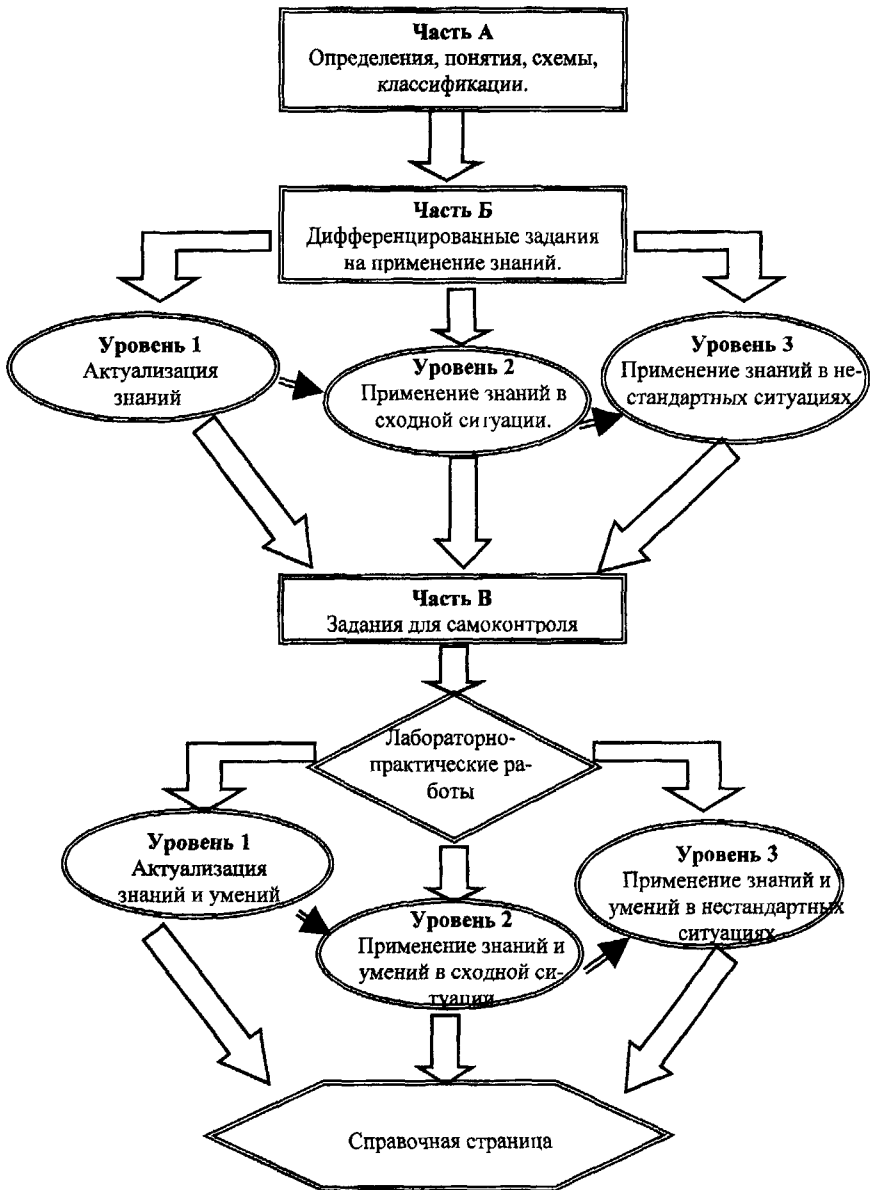 Часть А
Определения, понятия, схемы,
классификации.
Часть Б
Дифференцированные задания
на применение знаний.
Уровень 1
Актуализация
знаний
Уровень 2
Применение знаний в
сходной ситуации.
Уровень 3
Применение знаний в не-
стандартных ситуациях
Часть В
Задания для самоконтроля
Лабораторно-
практические ра-
боты
Уровень 1
Актуализация
знаний и умений
Уровень 2
Применение знаний и
умений в сходной си-
туации
Уровень 3
Применение знаний и
умений в нестандартных
ситуациях
Справочная страница